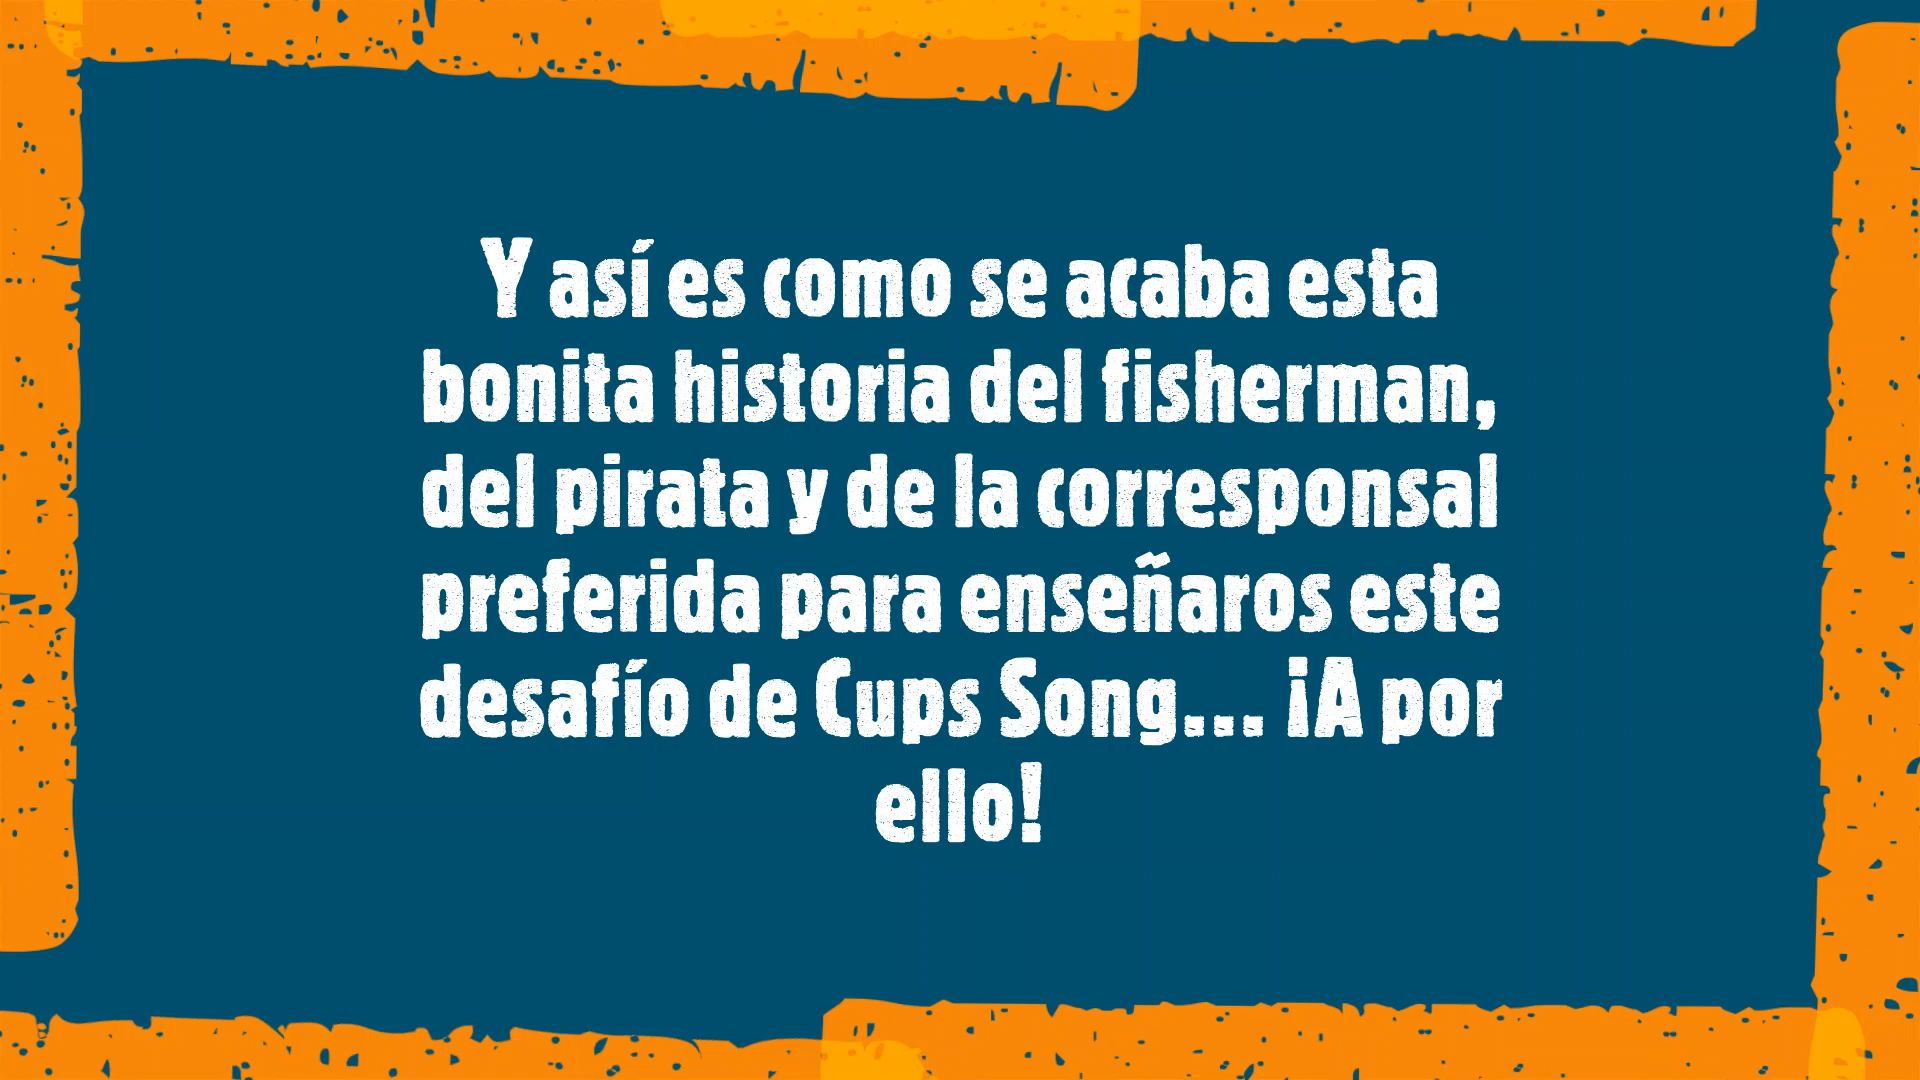 Y así es como se acaba esta
bonita historia del fisherman,
del pirata y de la corresponsal
preferida para enseñaros este
desafío de Cups Song... ¡A por
ello!